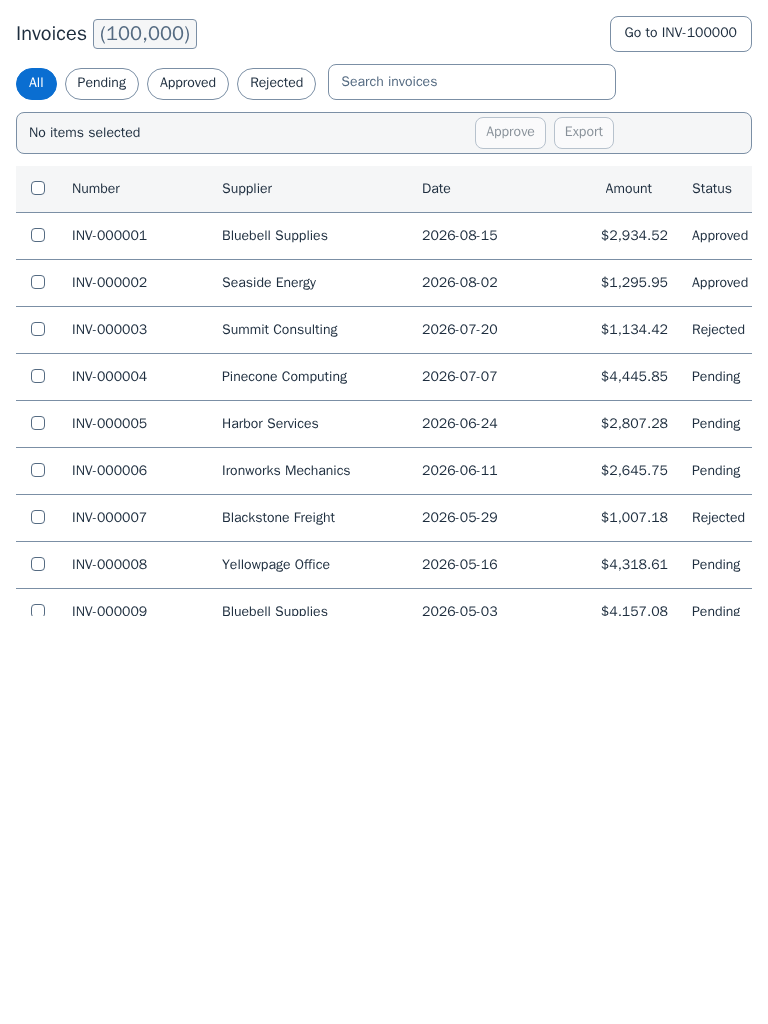 Invoices (100,000) Go to INV-100000
All Pending Approved Rejected Search invoices
No items selected Approve Export
Number Supplier Date Amount Status
INV-000001 Bluebell Supplies 2026-08-15 $2,934.52 Approved
INV-000002 Seaside Energy 2026-08-02 $1,295.95 Approved
INV-000003 Summit Consulting 2026-07-20 $1,134.42 Rejected
INV-000004 Pinecone Computing 2026-07-07 $4,445.85 Pending
INV-000005 Harbor Services 2026-06-24 $2,807.28 Pending
INV-000006 Ironworks Mechanics 2026-06-11 $2,645.75 Pending
INV-000007 Blackstone Freight 2026-05-29 $1,007.18 Rejected
INV-000008 Yellowpage Office 2026-05-16 $4,318.61 Pending
INV-000009 Bluebell Supplies 2026-05-03 $4,157.08 Pending